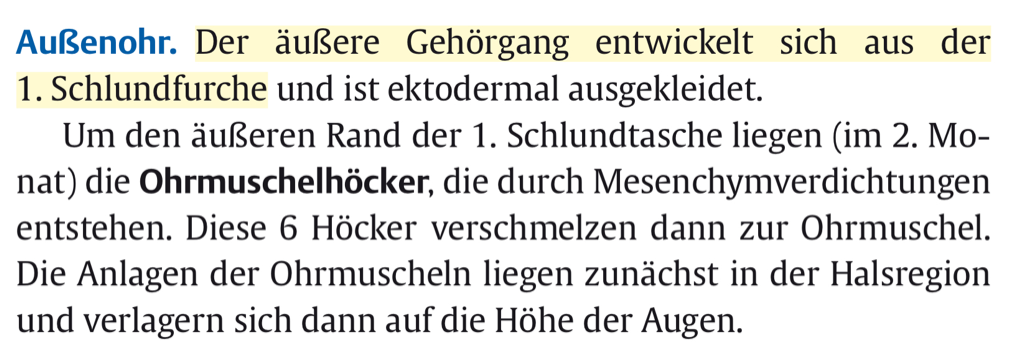 Außenohr. Der äußere Gehörgang entwickelt sich aus der
1. Schlundfurche und ist ektodermal ausgekleidet.
Um den äußeren Rand der 1. Schlundtasche liegen (im 2. Mo-
nat) die Ohrmuschelhöcker, die durch Mesenchymverdichtungen
entstehen. Diese 6 Höcker verschmelzen dann zur Ohrmuschel.
Die Anlagen der Ohrmuscheln liegen zunächst in der Halsregion
und verlagern sich dann auf die Höhe der Augen.